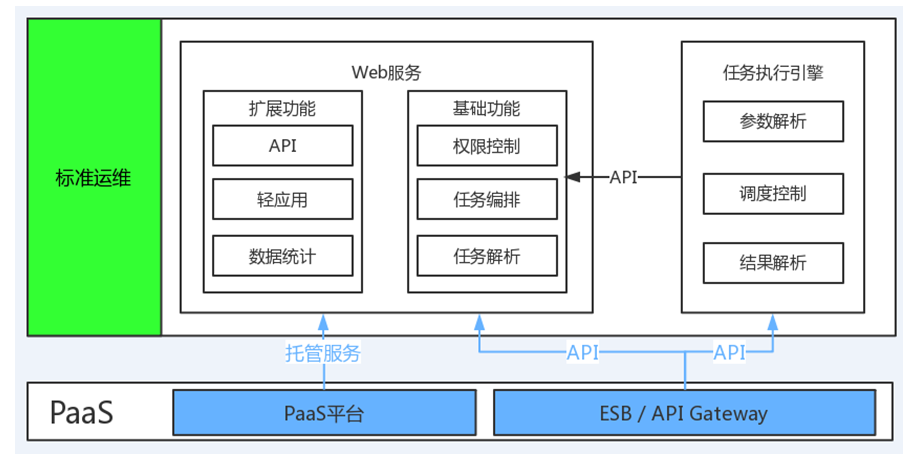 标准运维
Web服务
扩展功能
API
轻应用
数据统计
基础功能
权限控制
任务编排
任务解析
API
任务执行引擎
参数解析
调度控制
结果解析
托管服务
API
API
PaaS
PaaS平台
ESB / API Gateway